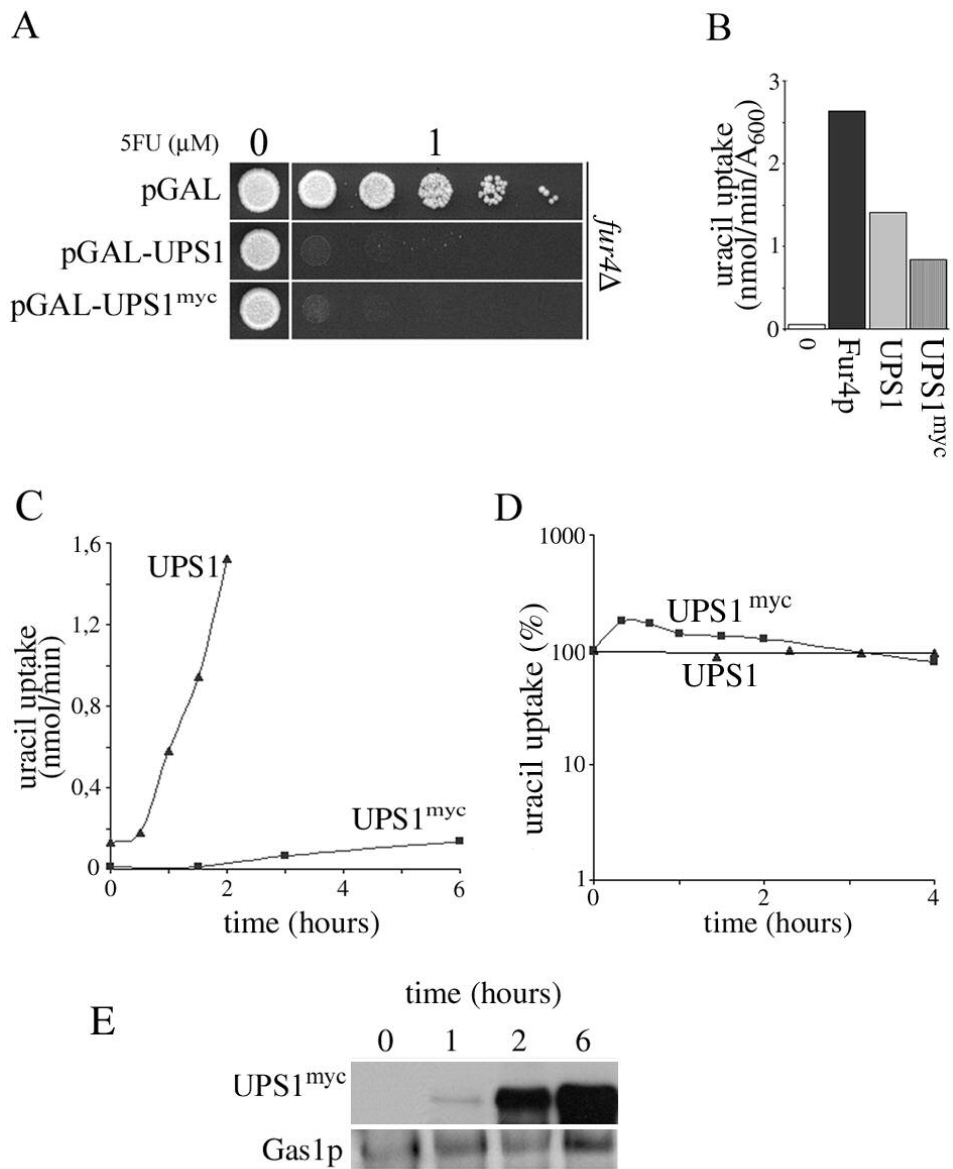 A
5FU (µM) 0 1
pGAL
pGAL-UPS1
pGAL-UPS1myc
fur4Δ
B
uracil uptake
(nmol/min/A600)
3
2
1
0
0
Fur4p
UPS1
UPS1myc
C
uracil uptake
(nmol/min)
1,6
1,2
0,8
0,4
0
UPS1
UPS1myc
0 2 4 6
time (hours)
D
uracil uptake (%)
1000
100
10
1
UPS1myc
UPS1
0 2 4
time (hours)
E
time (hours)
0 1 2 6
UPS1myc
Gas1p